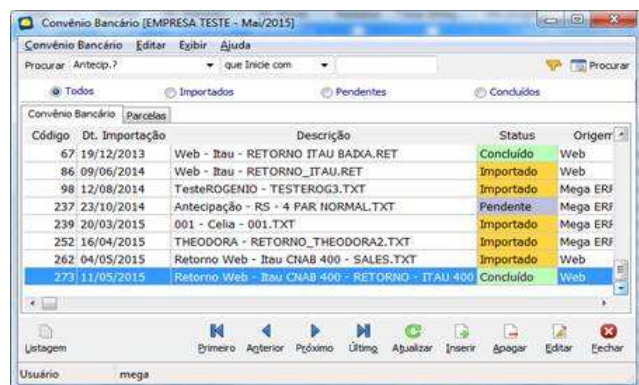 Convênio Bancário [EMPRESA TESTE - Mai/2015]
Convênio Bancário Editar Exibir Ajuda
Procurar Antecip.? que Inicie com Procurar
Todos Importados Pendentes Concluídos
Convênio Bancário Parcelas
Código Dt. Importação Descrição Status Origem
67 19/12/2013 Web - Itau - RETORNO ITAU BAIXA.RET Concluído Web
86 09/06/2014 Web - Itau - RETORNO_ITAU.RET Importado Web
98 12/08/2014 TesteROGENIO - TESTEROG3.TXT Importado Mega ERF
237 23/10/2014 Antecipação - RS - 4 PAR NORMAL.TXT Pendente Mega ERF
239 20/03/2015 001 - Celia - 001.TXT Importado Mega ERF
252 16/04/2015 THEODORA - RETORNO_THEODORA2.TXT Importado Mega ERF
262 04/05/2015 Retorno Web - Itau CNAB 400 - SALES.TXT Importado Web
273 11/05/2015 Retorno Web - Itau CNAB 400 - RETORNO - ITAU 400 Concluído Web
Listagem Primeiro Anterior Próximo Último Atualizar Inserir Apagar Editar Fechar
Usuário mega